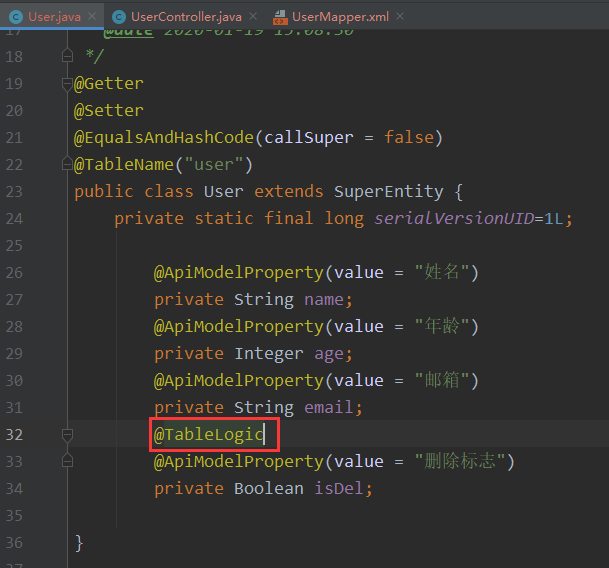 User.java
UserController.java
UserMapper.xml
17 * @date 2020-01-19 15:08:30
18 */
19 @Getter
20 @Setter
21 @EqualsAndHashCode(callSuper = false)
22 @TableName("user")
23 public class User extends SuperEntity {
24 private static final long serialVersionUID=1L;
25
26 @ApiModelProperty(value = "姓名")
27 private String name;
28 @ApiModelProperty(value = "年龄")
29 private Integer age;
30 @ApiModelProperty(value = "邮箱")
31 private String email;
32 @TableLogic
33 @ApiModelProperty(value = "删除标志")
34 private Boolean isDel;
35
36 }